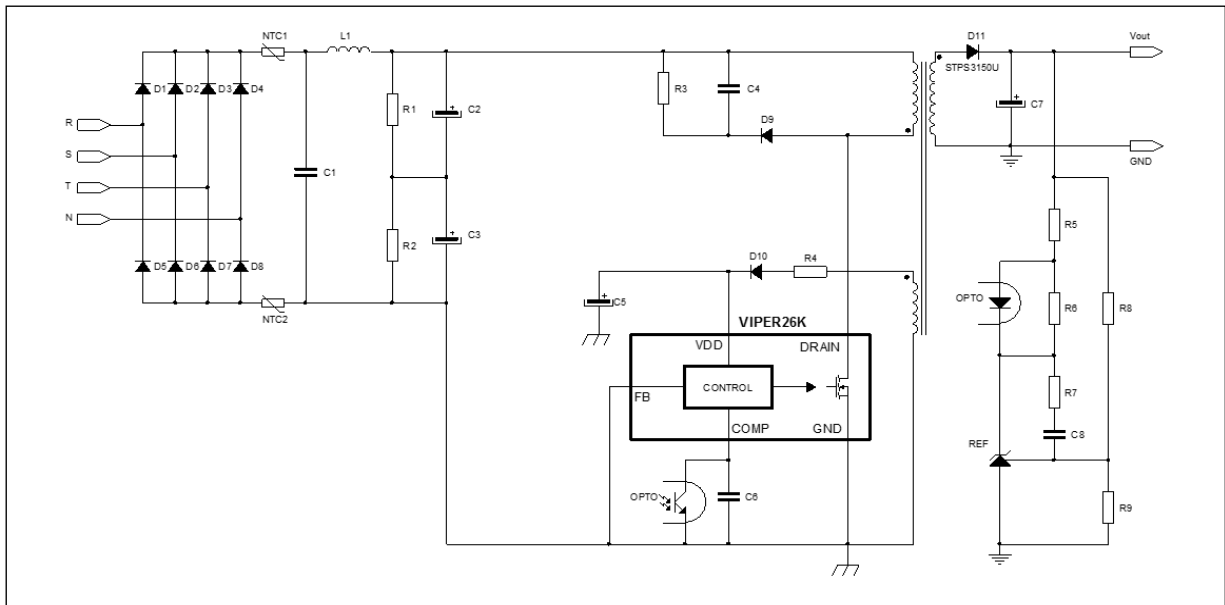 NTC1
L1
D11
Vout
STPS3150U
D1
D2
D3
D4
R3
C4
C7
R1
C2
R
D9
S
GND
C1
T
N
R5
R2
C3
D10
R4
D5
D6
D7
D8
OPTO
R6
R8
C5
NTC2
VIPER26K
VDD
DRAIN
CONTROL
FB
R7
COMP
GND
C8
REF
OPTO
C6
R9